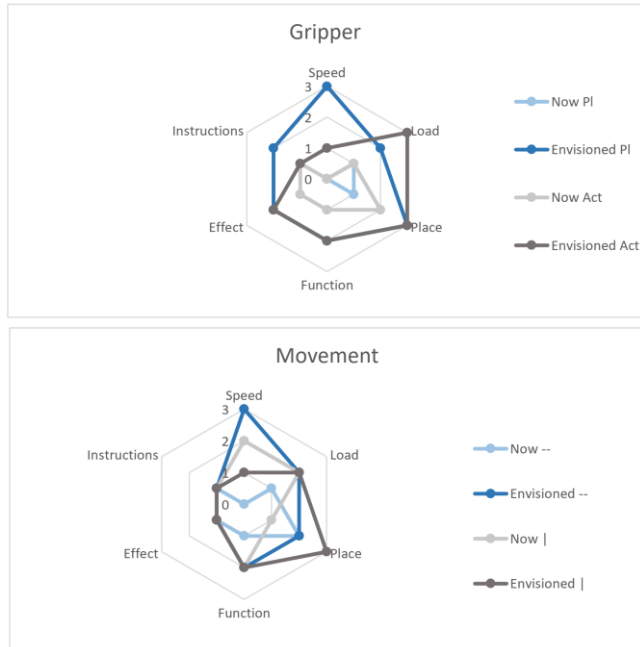 Gripper
Speed
3
2
1
0
Instructions
Load
Effect
Place
Function
Now Pl
Envisioned Pl
Now Act
Envisioned Act
Movement
Speed
3
2
1
0
Instructions
Load
Effect
Place
Function
Now --
Envisioned --
Now |
Envisioned |